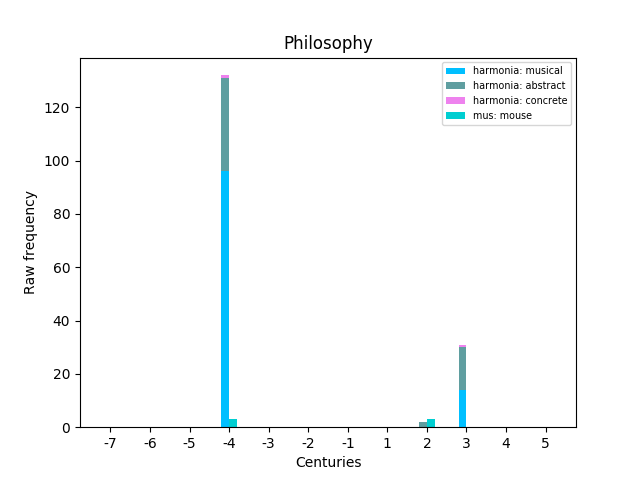 Philosophy
harmonia: musical
harmonia: abstract
harmonia: concrete
mus: mouse
Raw frequency
120
100
80
60
40
20
0
-7 -6 -5 -4 -3 -2 -1 1 2 3 4 5
Centuries